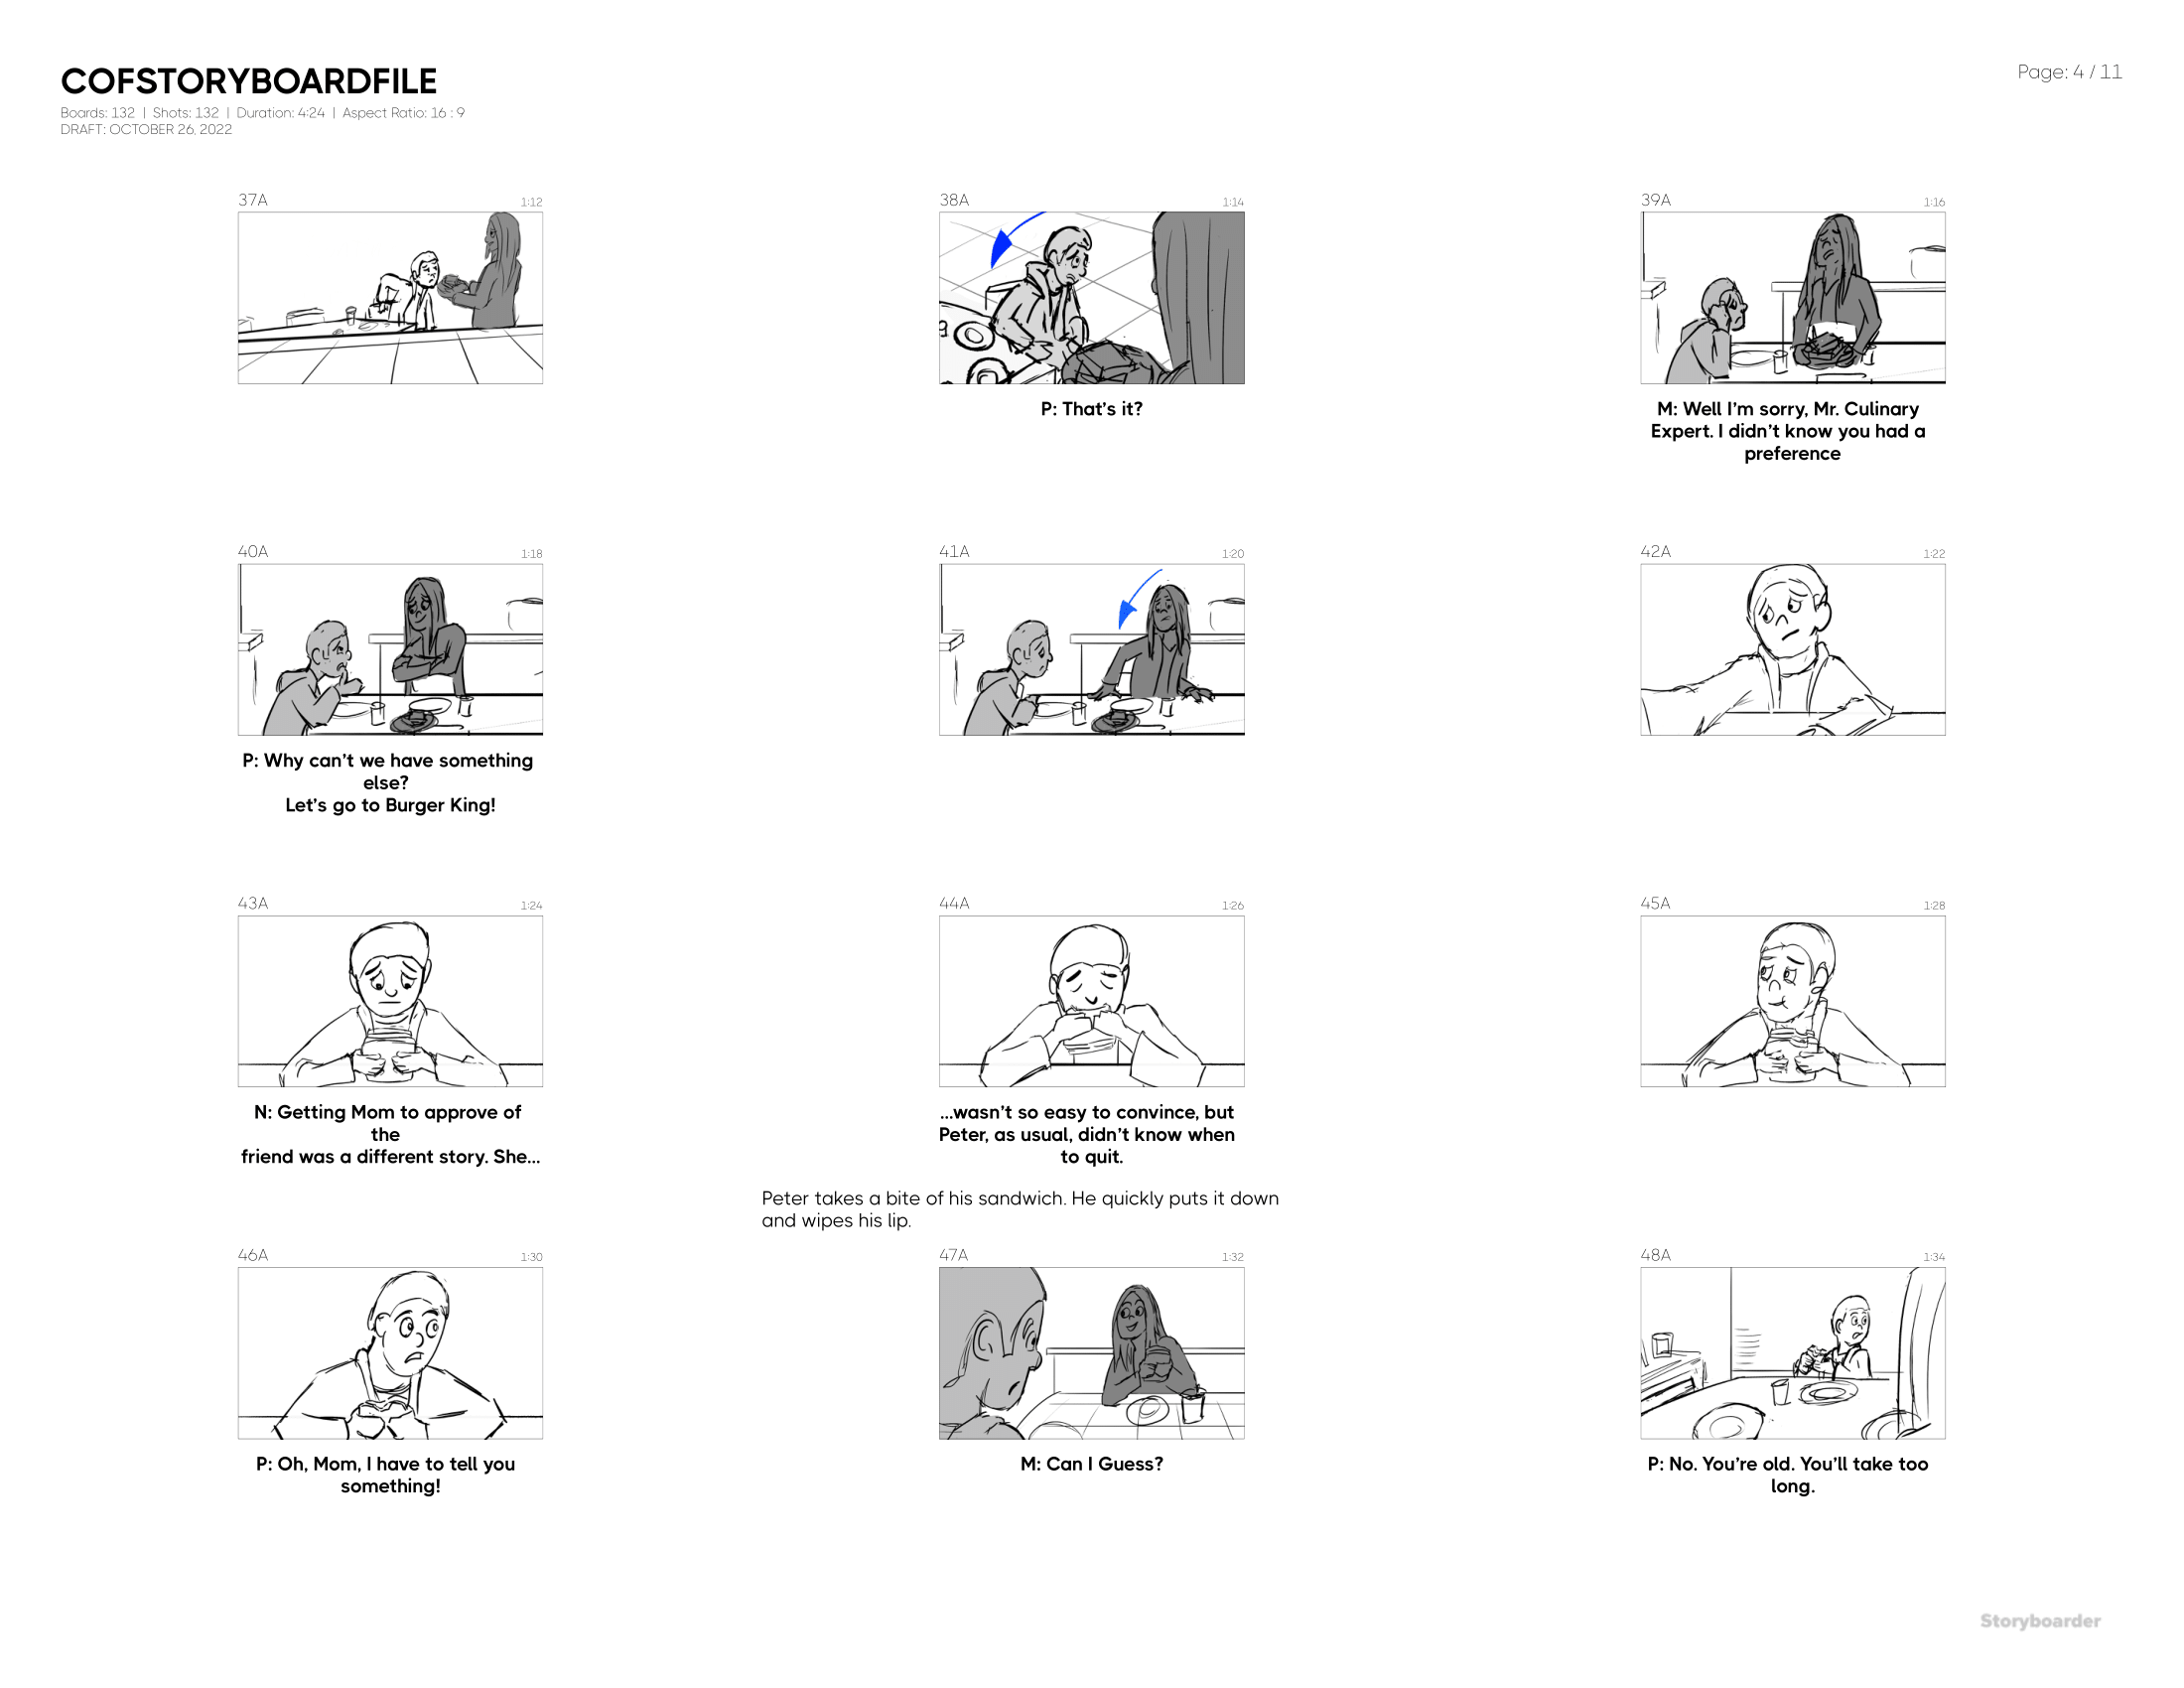 COFSTORYBOARDFILE
Page: 4 / 11
Boards: 132 | Shots: 132 | Duration: 4:24 | Aspect Ratio: 16 : 9
DRAFT: OCTOBER 26, 2022
37A 1:12
38A 1:14
P: That's it?
39A 1:16
M: Well I'm sorry, Mr. Culinary
Expert. I didn't know you had a
preference
40A 1:18
P: Why can't we have something
else?
Let's go to Burger King!
41A 1:20
42A 1:22
43A 1:24
N: Getting Mom to approve of
the
friend was a different story. She...
44A 1:26
...wasn't so easy to convince, but
Peter, as usual, didn't know when
to quit.
Peter takes a bite of his sandwich. He quickly puts it down
and wipes his lip.
45A 1:28
46A 1:30
P: Oh, Mom, I have to tell you
something!
47A 1:32
M: Can I Guess?
48A 1:34
P: No. You're old. You'll take too
long.
Storyboarder